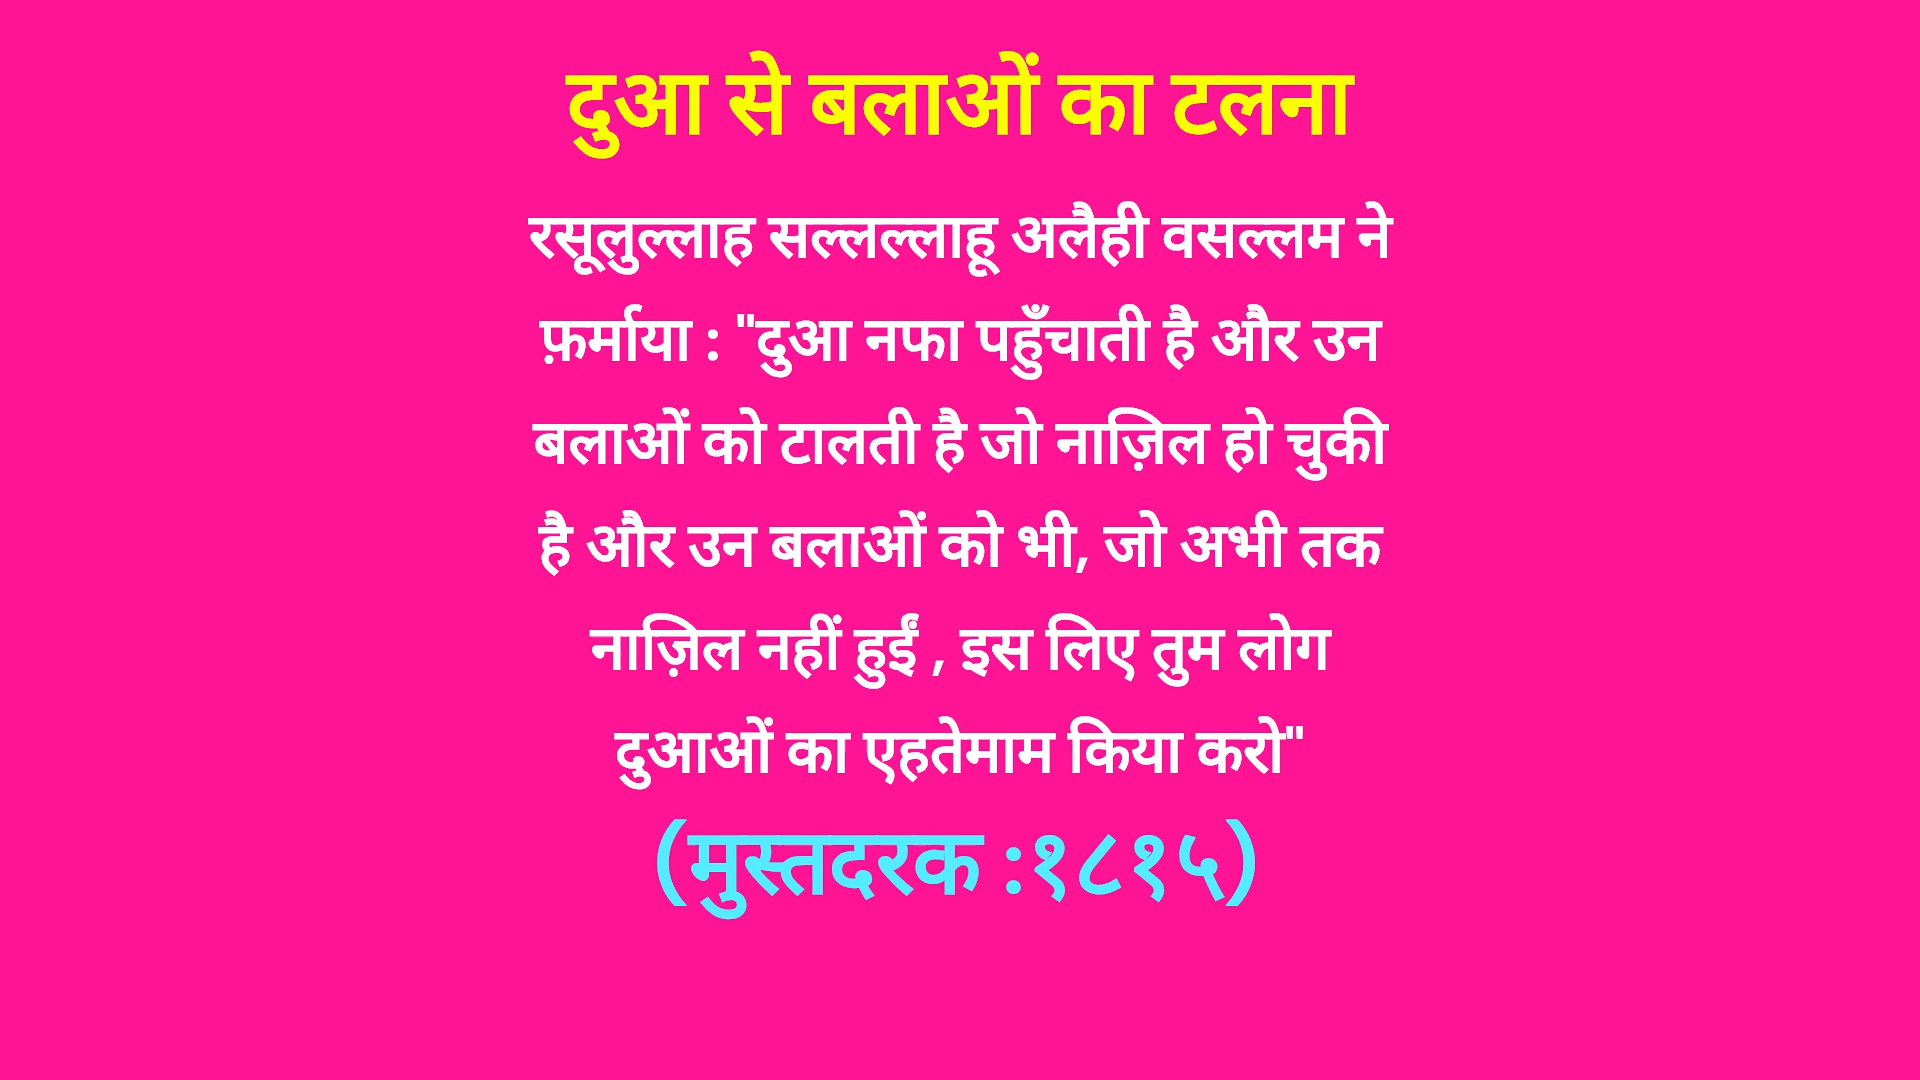 दुआ से बलाओं का टलना
रसूलुल्लाह सल्लल्लाहू अलैही वसल्लम ने
फ़र्माया : "दुआ नफा पहुँचाती है और उन
बलाओं को टालती है जो नाज़िल हो चुकी
है और उन बलाओं को भी, जो अभी तक
नाज़िल नहीं हुईं , इस लिए तुम लोग
दुआओं का एहतेमाम किया करो"
(मुस्तदरक :१८१५)